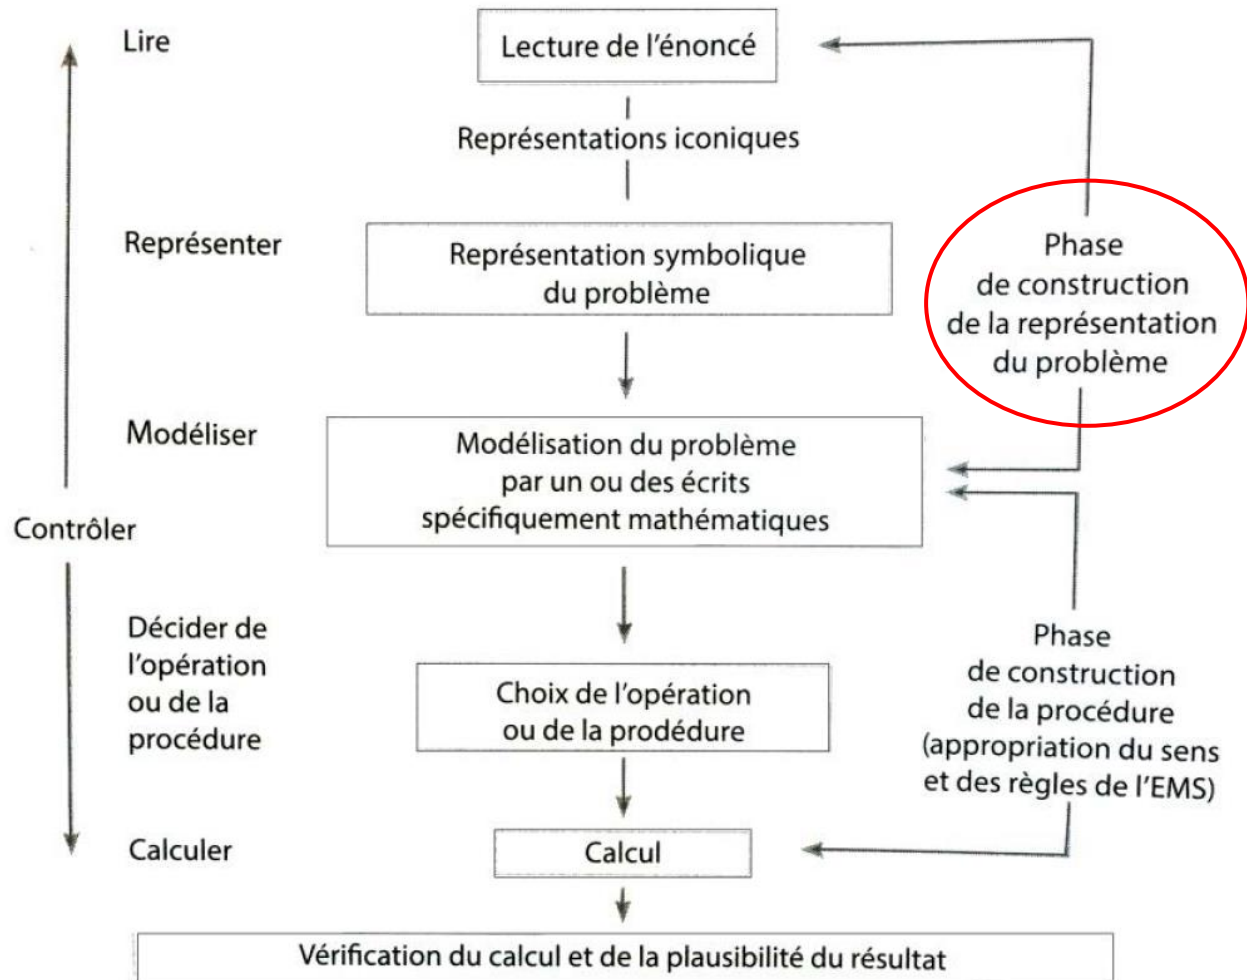 Lire
Lecture de l'énoncé
Représentations iconiques
Représenter
Représentation symbolique
du problème
Phase
de construction
de la représentation
du problème
Modéliser
Modélisation du problème
par un ou des écrits
spécifiquement mathématiques
Contrôler
Décider de
l'opération
ou de la
procédure
Choix de l'opération
ou de la prodédure
Phase
de construction
de la procédure
(appropriation du sens
et des règles de l'EMS)
Calculer
Calcul
Vérification du calcul et de la plausibilité du résultat